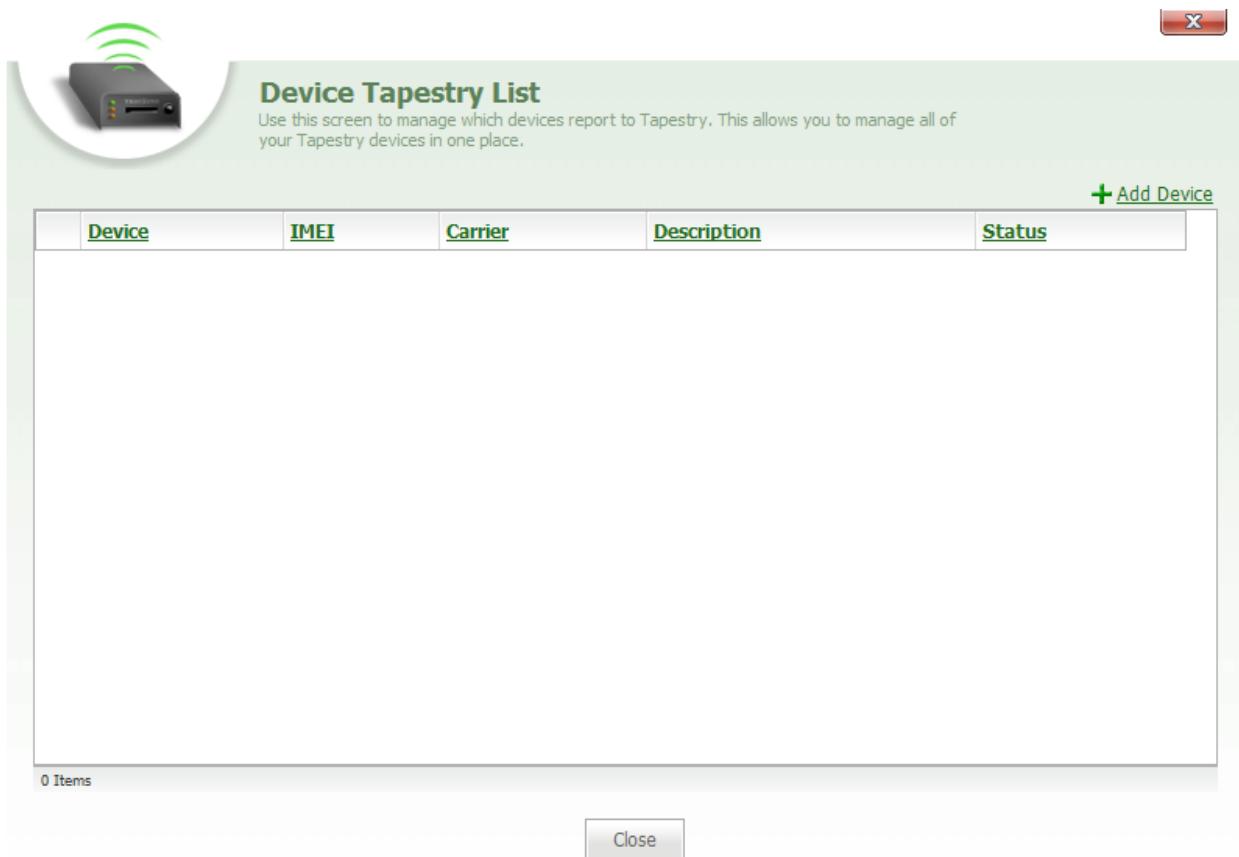 X
Device Tapestry List
Use this screen to manage which devices report to Tapestry. This allows you to manage all of
your Tapestry devices in one place.
Add Device
Device IMEI Carrier Description Status
0 Items
Close